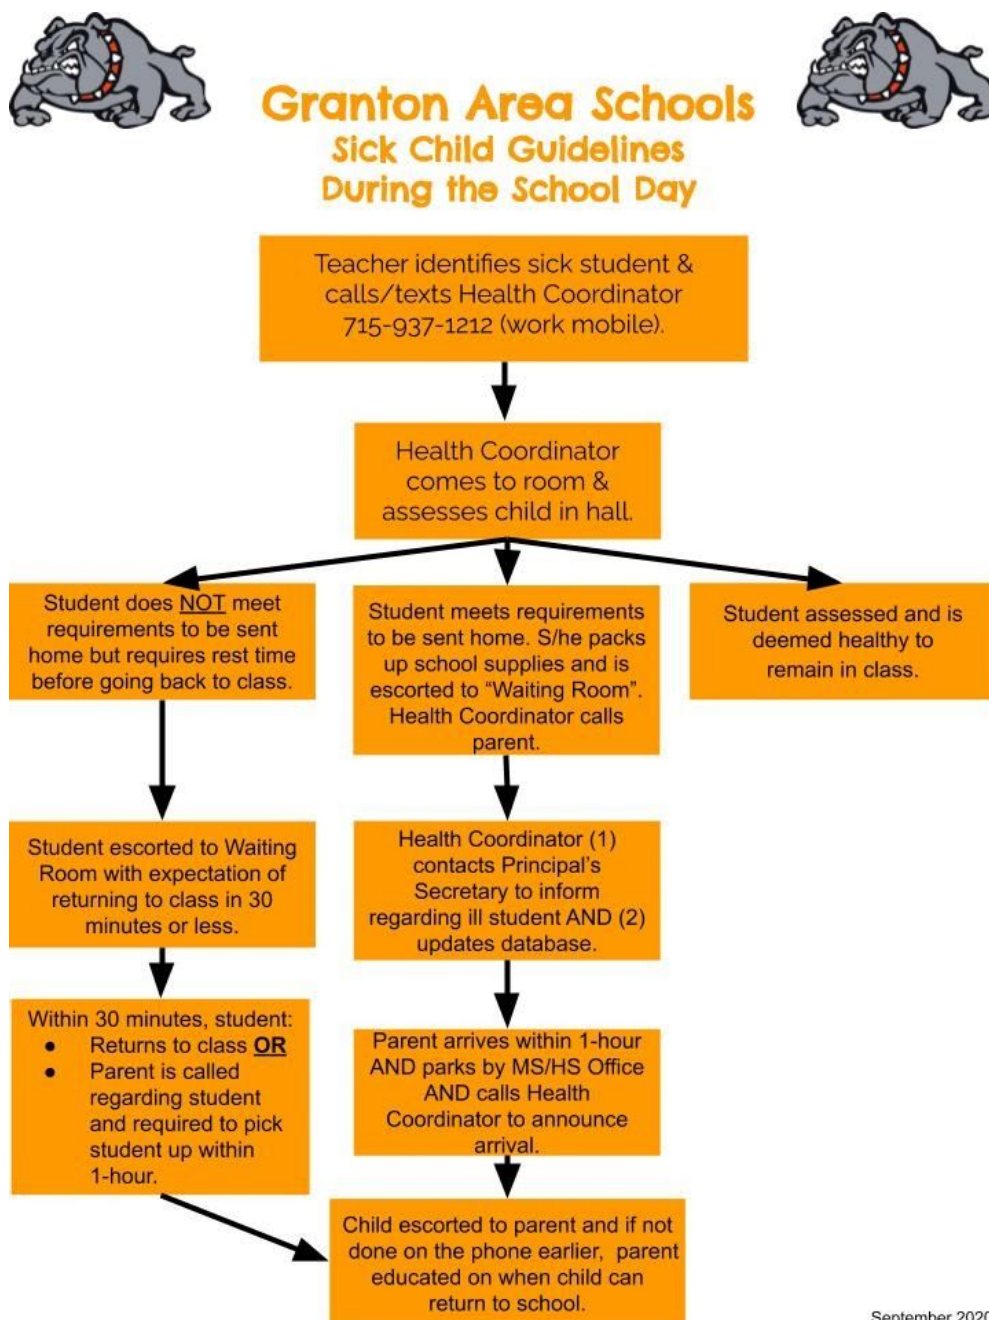 Granton Area Schools
Sick Child Guidelines
During the School Day
Teacher identifies sick student &
calls/texts Health Coordinator
715-937-1212 (work mobile).
Health Coordinator
comes to room &
assesses child in hall.
Student does NOT meet
requirements to be sent
home but requires rest time
before going back to class.
Student meets requirements
to be sent home. S/he packs
up school supplies and is
escorted to “Waiting Room”.
Health Coordinator calls
parent.
Student assessed and is
deemed healthy to
remain in class.
Student escorted to Waiting
Room with expectation of
returning to class in 30
minutes or less.
Health Coordinator (1)
contacts Principal’s
Secretary to inform
regarding ill student AND (2)
updates database.
Within 30 minutes, student:
● Returns to class OR
● Parent is called
regarding student
and required to pick
student up within
1-hour.
Parent arrives within 1-hour
AND parks by MS/HS Office
AND calls Health
Coordinator to announce
arrival.
Child escorted to parent and if not
done on the phone earlier, parent
educated on when child can
return to school.
September 2020